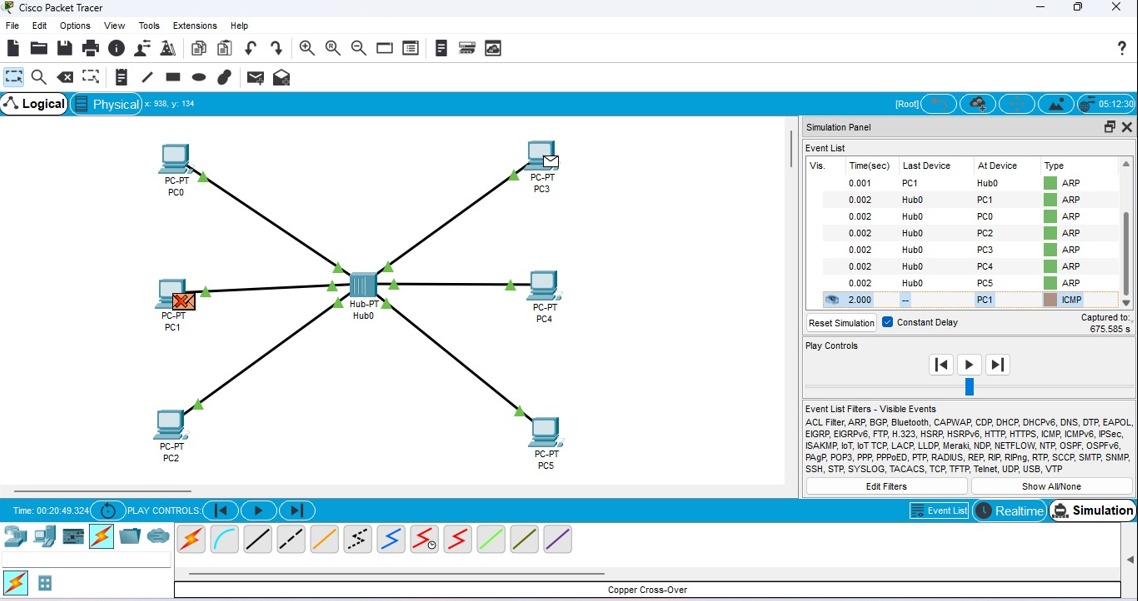 Cisco Packet Tracer
File Edit Options View Tools Extensions Help
?
Logical Physical x: 938, y: 134 [Root] 05:12:30
PC-PT
PC0
PC-PT
PC3
PC-PT
PC1
Hub-PT
Hub0
PC-PT
PC4
PC-PT
PC2
PC-PT
PC5
Simulation Panel
Event List
Vis. Time(sec) Last Device At Device Type
0.001 PC1 Hub0 ARP
0.002 Hub0 PC1 ARP
0.002 Hub0 PC0 ARP
0.002 Hub0 PC2 ARP
0.002 Hub0 PC3 ARP
0.002 Hub0 PC4 ARP
0.002 Hub0 PC5 ARP
2.000 -- PC1 ICMP
Reset Simulation Constant Delay Captured to:
675.585 s
Play Controls
Event List Filters - Visible Events
ACL Filter, ARP, BGP, Bluetooth, CAPWAP, CDP, DHCP, DHCPv6, DNS, DTP, EAPOL,
EIGRP, EIGRPv6, FTP, H.323, HSRP, HSRPv6, HTTP, HTTPS, ICMP, ICMPv6, IPSec,
ISAKMP, IoT, IoT TCP, LACP, LLDP, Meraki, NDP, NETFLOW, NTP, OSPF, OSPFv6,
PAgP, POP3, PPP, PPPoED, PTP, RADIUS, REP, RIP, RIPng, RTP, SCCP, SMTP, SNMP,
SSH, STP, SYSLOG, TACACS, TCP, TFTP, Telnet, UDP, USB, VTP
Edit Filters Show All/None
Time: 00:20:49.324 PLAY CONTROLS: Event List Realtime Simulation
Copper Cross-Over